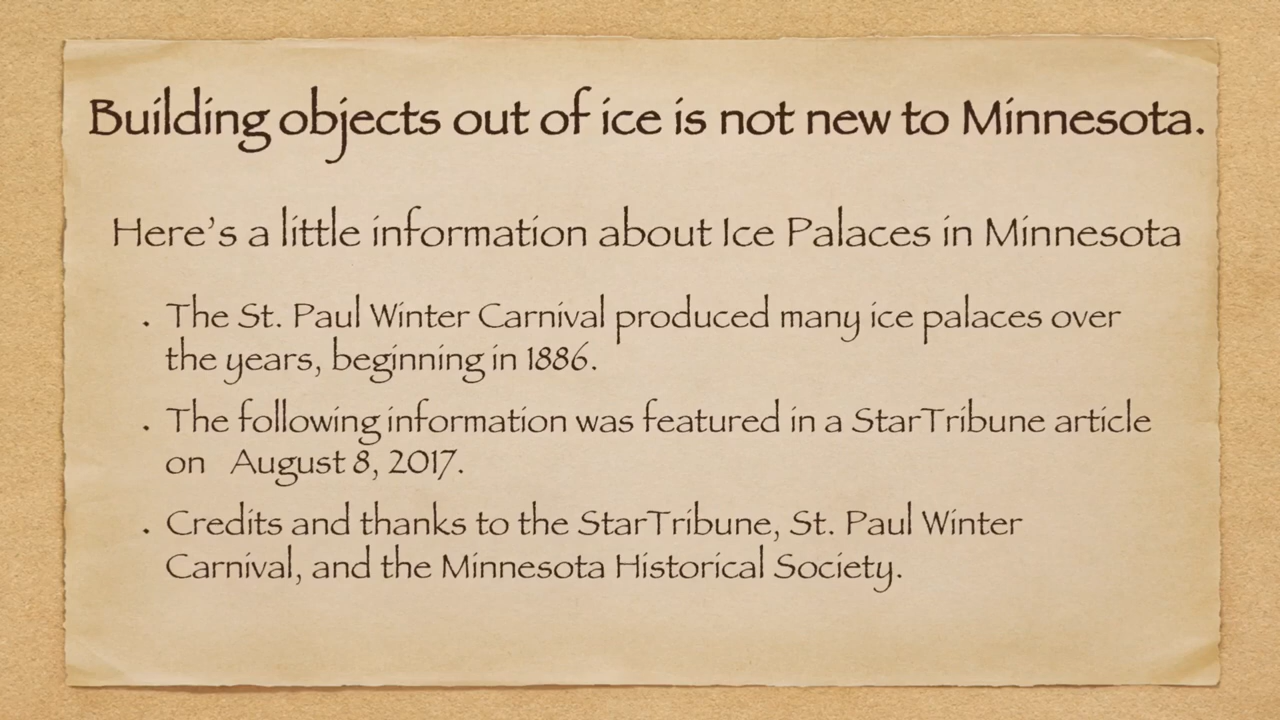 Building objects out of ice is not new to Minnesota.
Here's a little information about Ice Palaces in Minnesota
. The St. Paul Winter Carnival produced many ice palaces over
the years, beginning in 1886.
. The following information was featured in a StarTribune article
on August 8, 2017.
. Credits and thanks to the StarTribune, St. Paul Winter
Carnival, and the Minnesota Historical Society.